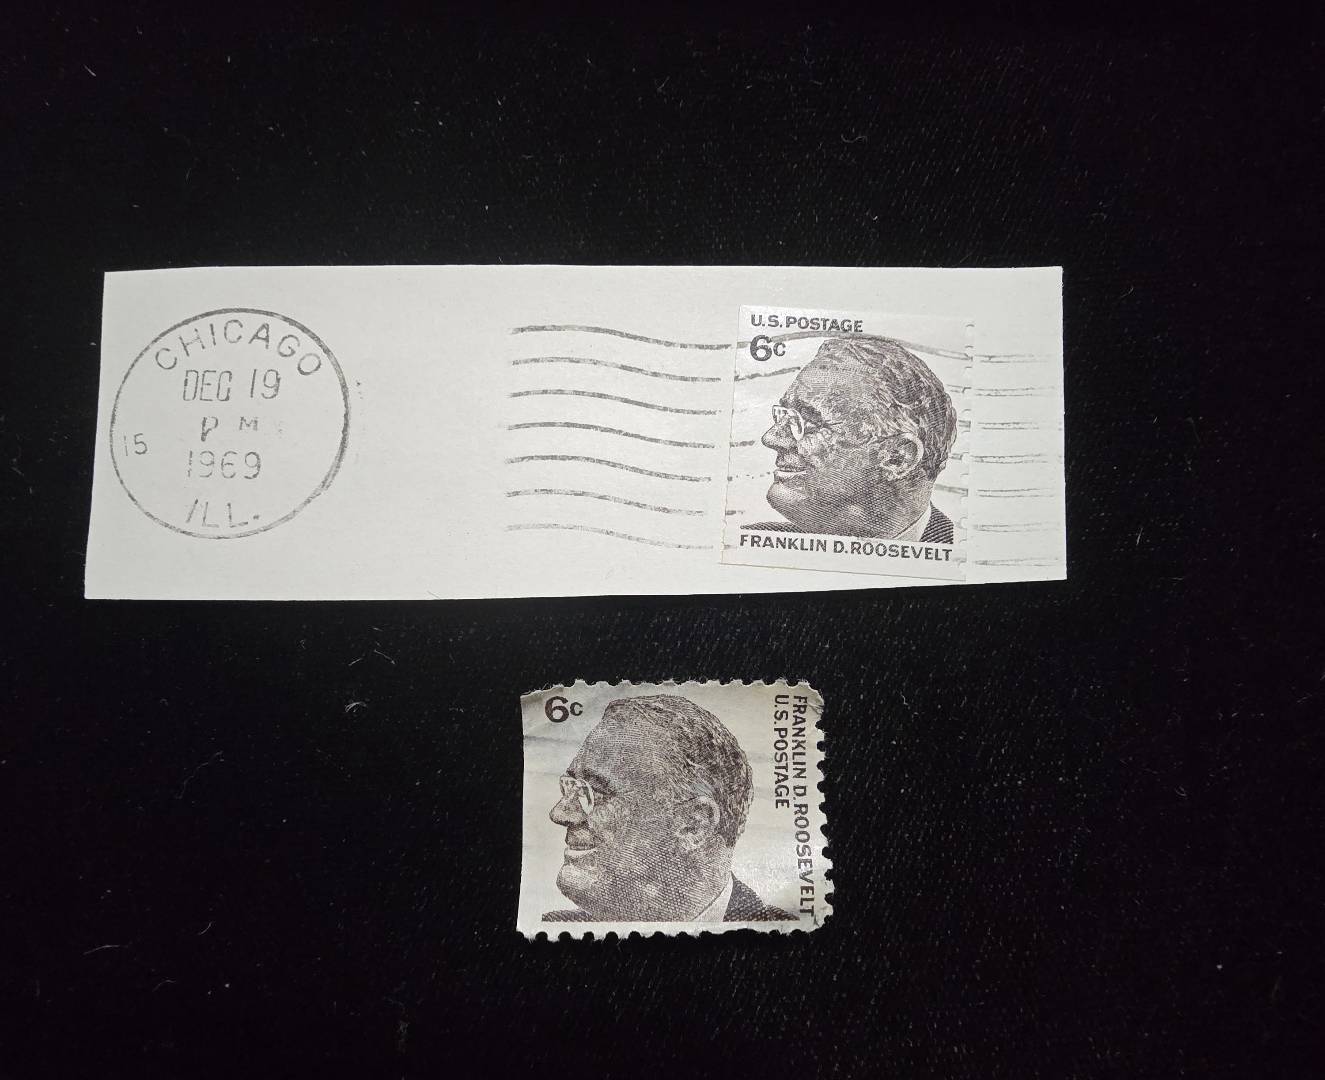 CHICAGO
DEC 19
P M
15
1969
ILL.
U.S. POSTAGE
6c
FRANKLIN D. ROOSEVELT
6c
FRANKLIN D. ROOSEVELT
U.S. POSTAGE